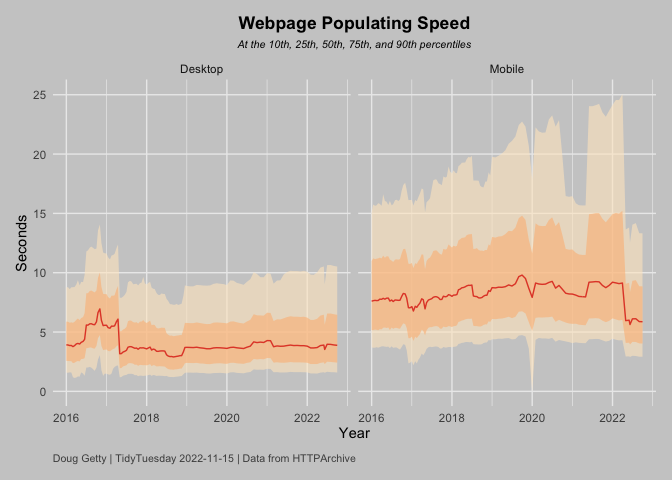 Webpage Populating Speed
At the 10th, 25th, 50th, 75th, and 90th percentiles
Desktop Mobile
25
20
15
10
5
0
Seconds
2016 2018 2020 2022 2016 2018 2020 2022
Year
Doug Getty | TidyTuesday 2022-11-15 | Data from HTTPArchive